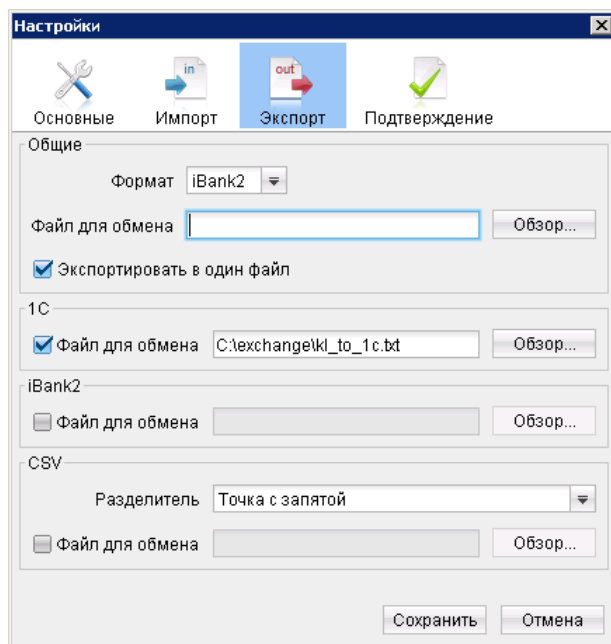 Настройки
in
out
Основные Импорт Экспорт Подтверждение
Общие
Формат iBank2
Файл для обмена Обзор...
Экспортировать в один файл
1C
Файл для обмена C:\exchange\kl_to_1c.txt Обзор...
iBank2
Файл для обмена Обзор...
CSV
Разделитель Точка с запятой
Файл для обмена Обзор...
Сохранить Отмена